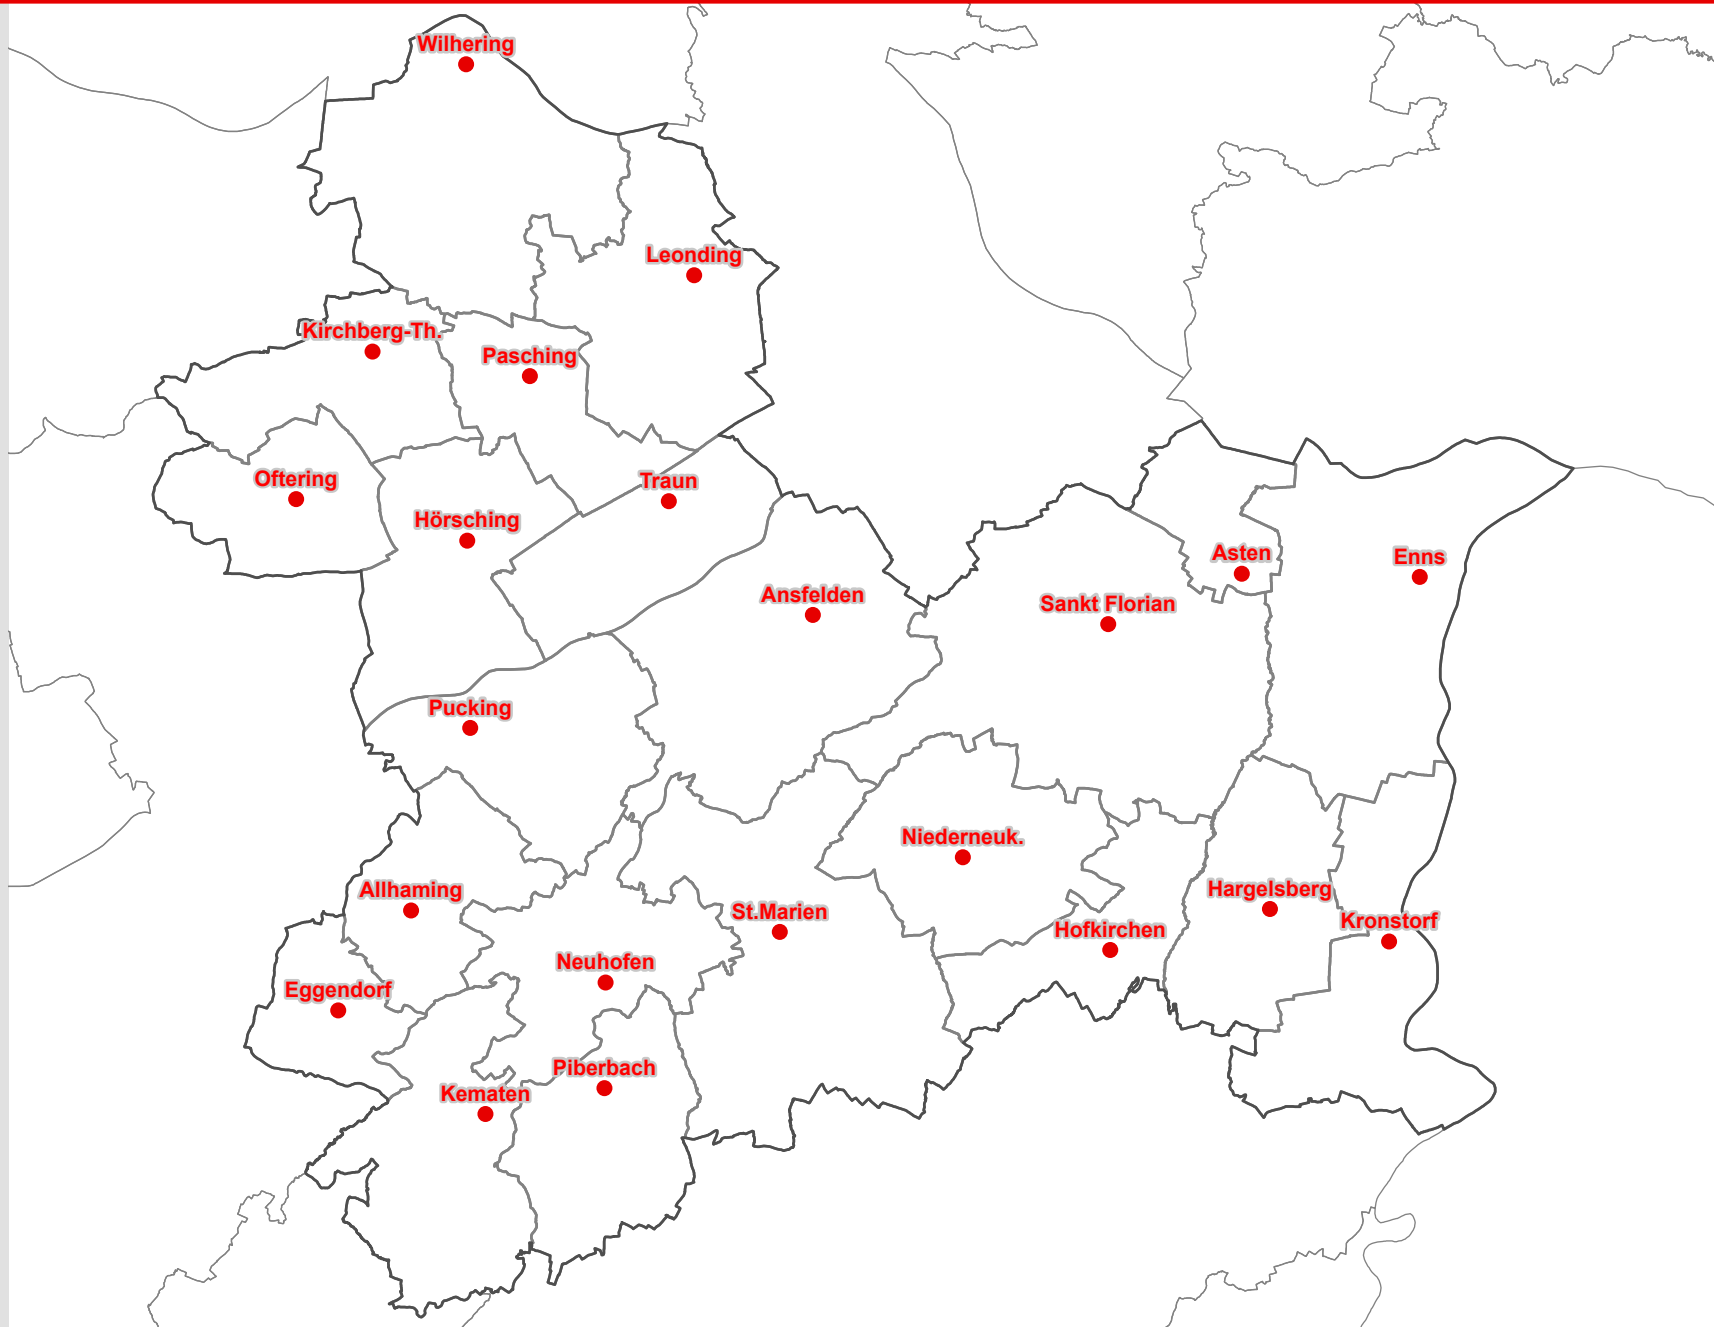 Wilhering
Leonding
Kirchberg-Th.
Pasching
Oftering
Traun
Hörsching
Asten
Enns
Ansfelden
Sankt Florian
Pucking
Niederneuk.
Allhaming
Hargelsberg
St.Marien
Kronstorf
Hofkirchen
Neuhofen
Eggendorf
Piberbach
Kematen